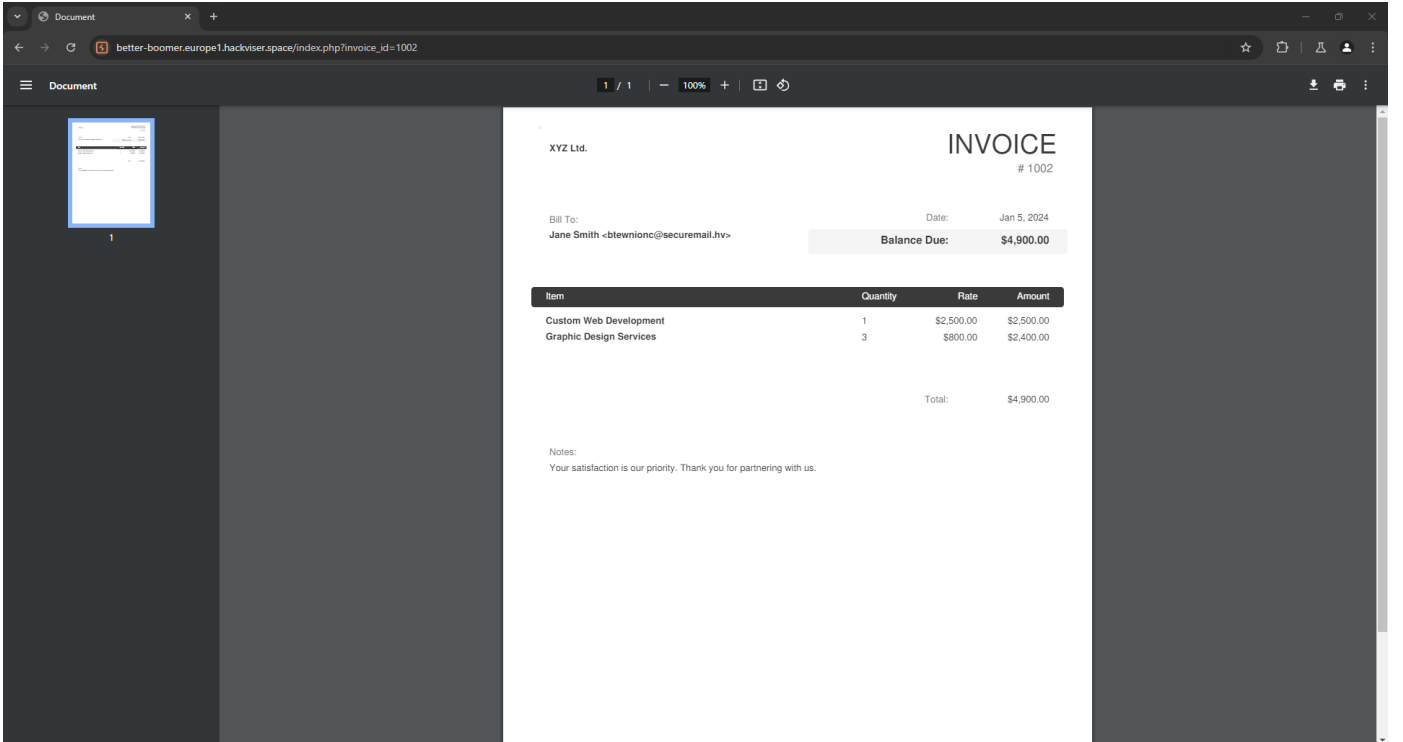 Document
better-boomer.europe1.hackviser.space/index.php?invoice_id=1002
Document
1 / 1
100%
1
XYZ Ltd.
INVOICE
# 1002
Bill To:
Jane Smith <btewnionc@securemail.hv>
Date: Jan 5, 2024
Balance Due: $4,900.00
Item Quantity Rate Amount
Custom Web Development 1 $2,500.00 $2,500.00
Graphic Design Services 3 $800.00 $2,400.00
Total: $4,900.00
Notes:
Your satisfaction is our priority. Thank you for partnering with us.